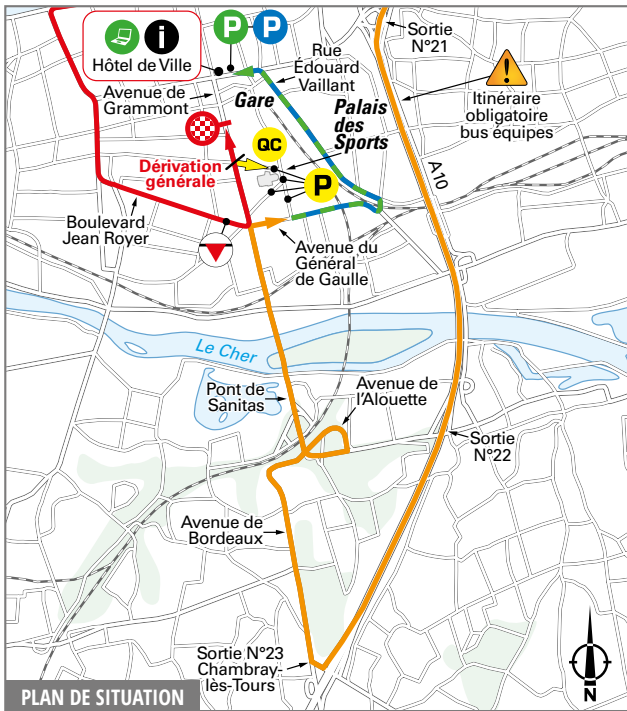 P P
i
Hôtel de Ville
Rue
Édouard
Vaillant
Sortie
N°21
Avenue de
Grammont
Gare
Palais
des
Sports
Itinéraire
obligatoire
bus équipes
QC
Dérivation
générale
P
A10
Boulevard
Jean Royer
Avenue du
Général
de Gaulle
Le Cher
Pont de
Sanitas
Avenue de
l'Alouette
Sortie
N°22
Avenue de
Bordeaux
Sortie N°23
Chambray-
lès-Tours
PLAN DE SITUATION
N